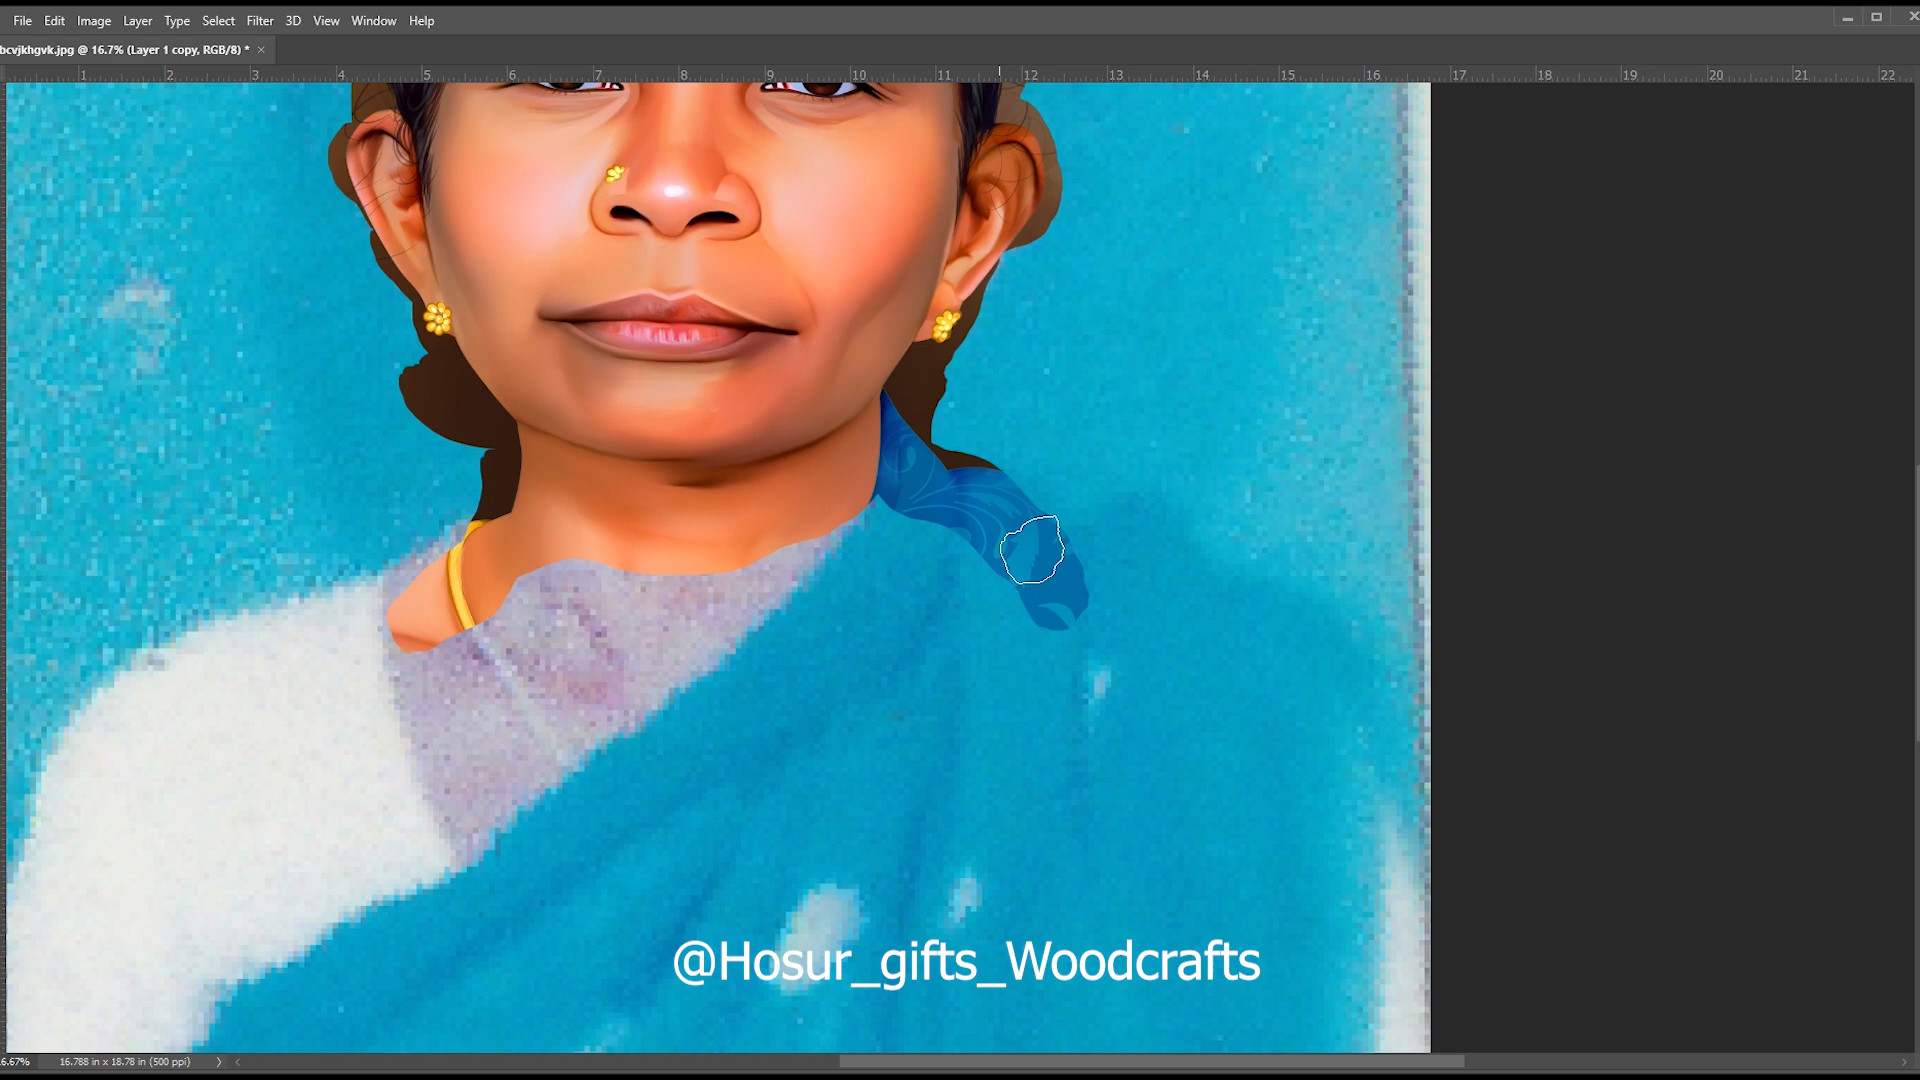 File Edit Image Layer Type Select Filter 3D View Window Help
bcvjkhgvk.jpg @ 16.7% (Layer 1 copy, RGB/8) * ×
1 2 3 4 5 6 7 8 9 10 11 12 13 14 15 16 17 18 19 20 21 22
@Hosur_gifts_Woodcrafts
6.67% 16.788 in x 18.78 in (500 ppi)